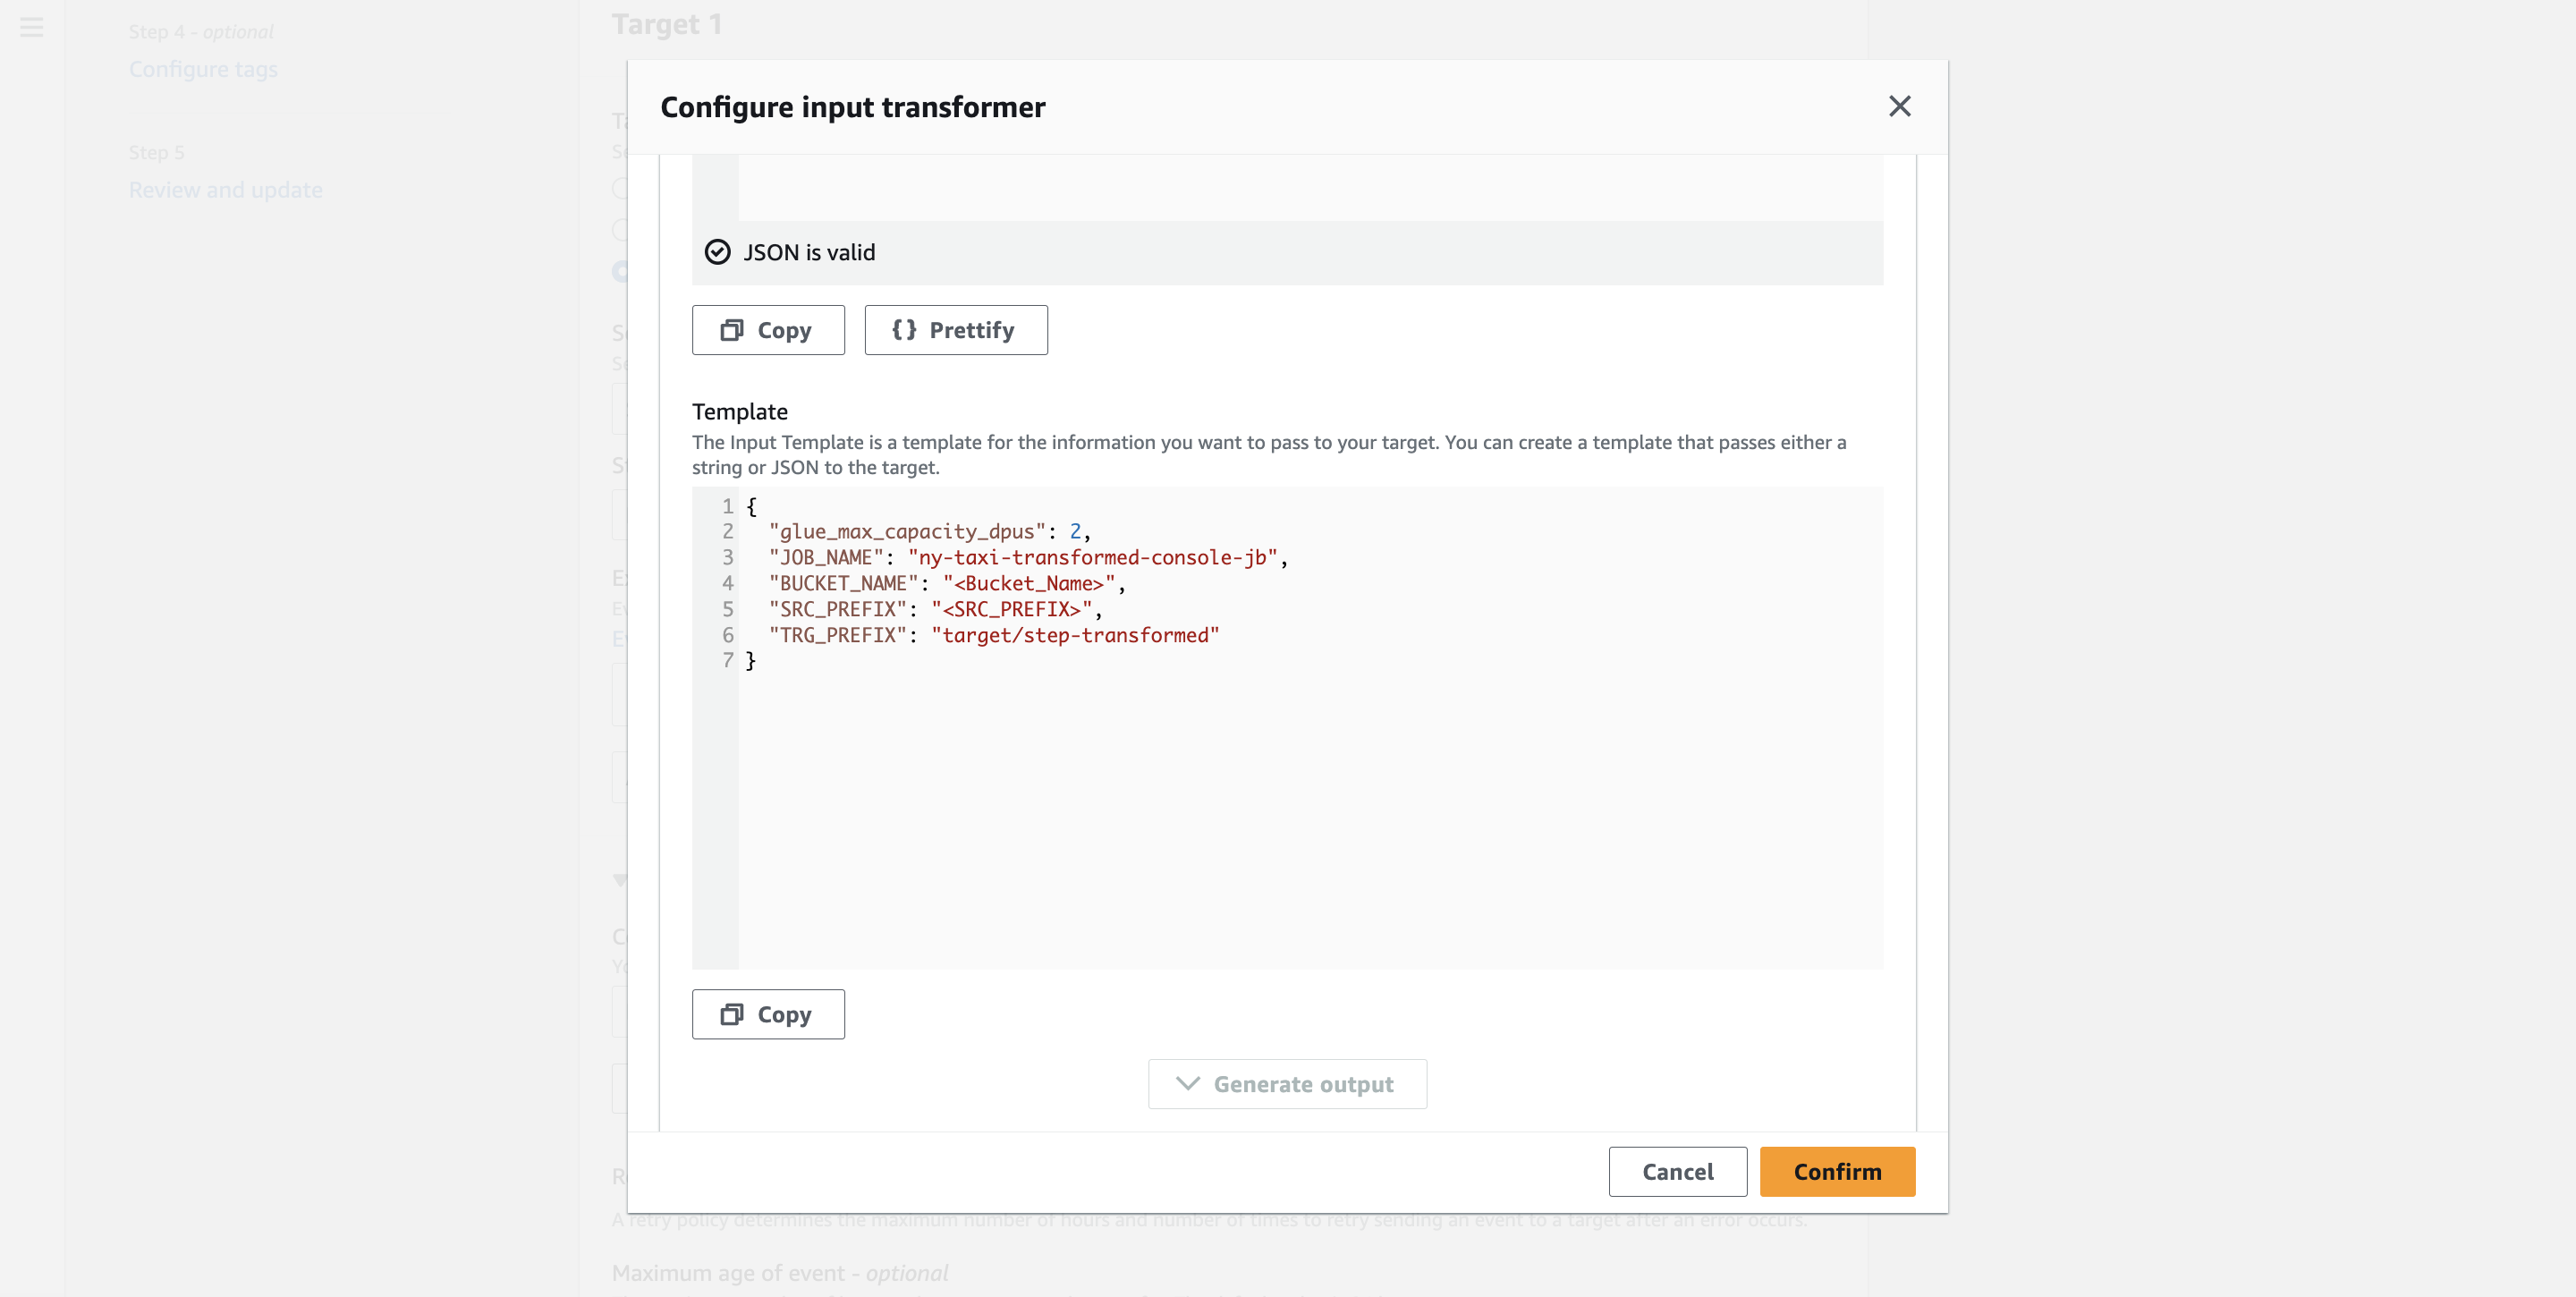 Step 4 - optional
Configure tags
Step 5
Review and update
Target 1
Configure input transformer
JSON is valid
Copy
{} Prettify
Template
The Input Template is a template for the information you want to pass to your target. You can create a template that passes either a
string or JSON to the target.
1 {
2 "glue_max_capacity_dpus": 2,
3 "JOB_NAME": "ny-taxi-transformed-console-jb",
4 "BUCKET_NAME": "<Bucket_Name>",
5 "SRC_PREFIX": "<SRC_PREFIX>",
6 "TRG_PREFIX": "target/step-transformed"
7 }
Copy
Generate output
Cancel
Confirm
A retry policy determines the maximum number of hours and number of times to retry sending an event to a target after an error occurs.
Maximum age of event - optional